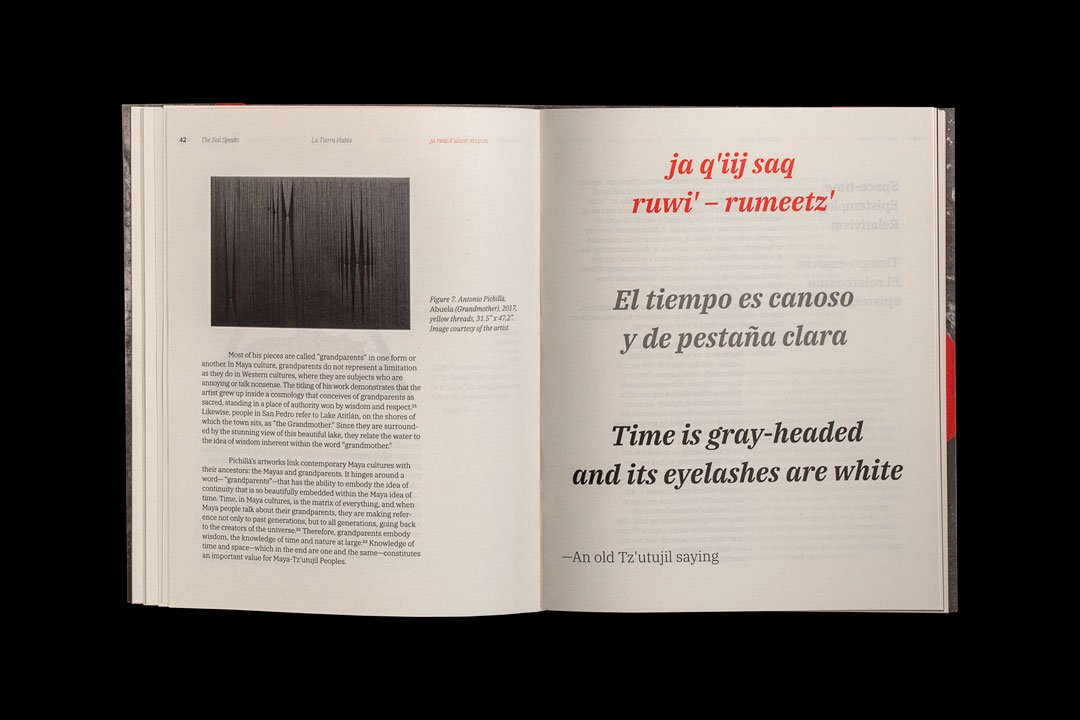 42 The Soil Speaks La Tierra Habla
Figure 7. Antonio Pichillá,
Abuela (Grandmother), 2017,
yellow threads, 31.5" x 47.2".
Image courtesy of the artist.
Most of his pieces are called “grandparents” in one form or
another. In Maya culture, grandparents do not represent a limitation
as they do in Western cultures, where they are subjects who are
annoying or talk nonsense. The titling of his work demonstrates that the
artist grew up inside a cosmology that conceives of grandparents as
sacred, standing in a place of authority won by wisdom and respect.²¹
Likewise, people in San Pedro refer to Lake Atitlán, on the shores of
which the town sits, as “the Grandmother.” Since they are surround-
ed by the stunning view of this beautiful lake, they relate the water to
the idea of wisdom inherent within the word “grandmother.”
Pichillá’s artworks link contemporary Maya cultures with
their ancestors: the Mayas and grandparents. It hinges around a
word— “grandparents”—that has the ability to embody the idea of
continuity that is so beautifully embedded within the Maya idea of
time. Time, in Maya cultures, is the matrix of everything, and when
Maya people talk about their grandparents, they are making refer-
ence not only to past generations, but to all generations, going back
to the creators of the universe.²² Therefore, grandparents embody
wisdom, the knowledge of time and nature at large.²³ Knowledge of
time and space—which in the end are one and the same—constitutes
an important value for Maya-Tz’utujil Peoples.
ja q'iij saq
ruwi' – rumeetz'
El tiempo es canoso
y de pestaña clara
Time is gray-headed
and its eyelashes are white
—An old Tz'utujil saying